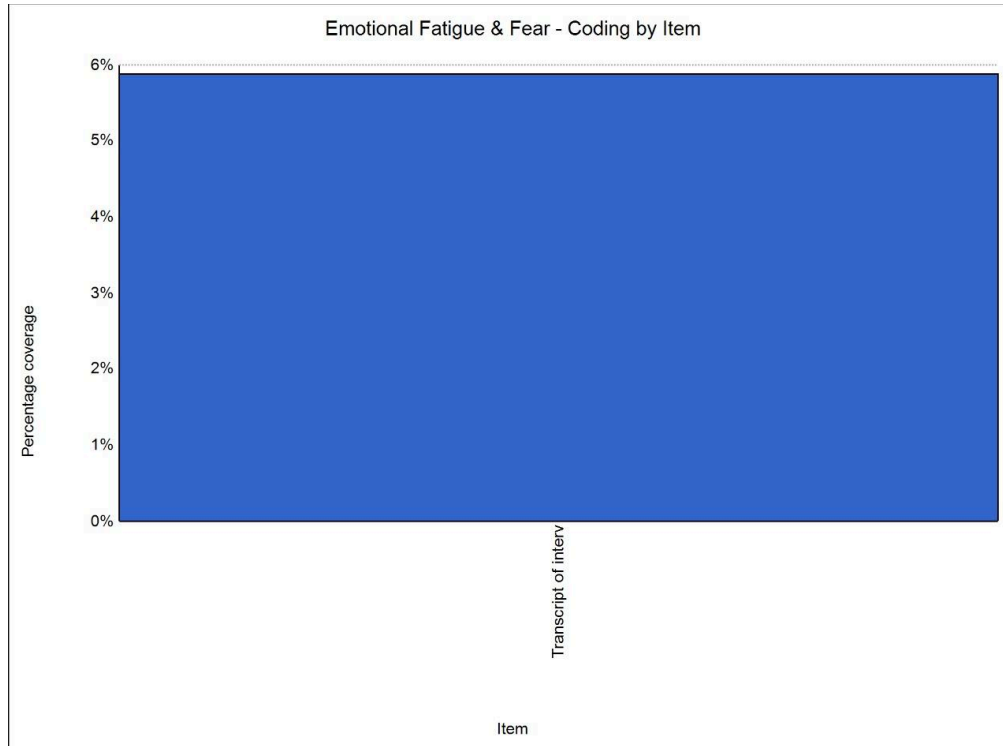 Emotional Fatigue & Fear - Coding by Item
6%
5%
4%
3%
2%
1%
0%
Percentage coverage
Transcript of interv
Item